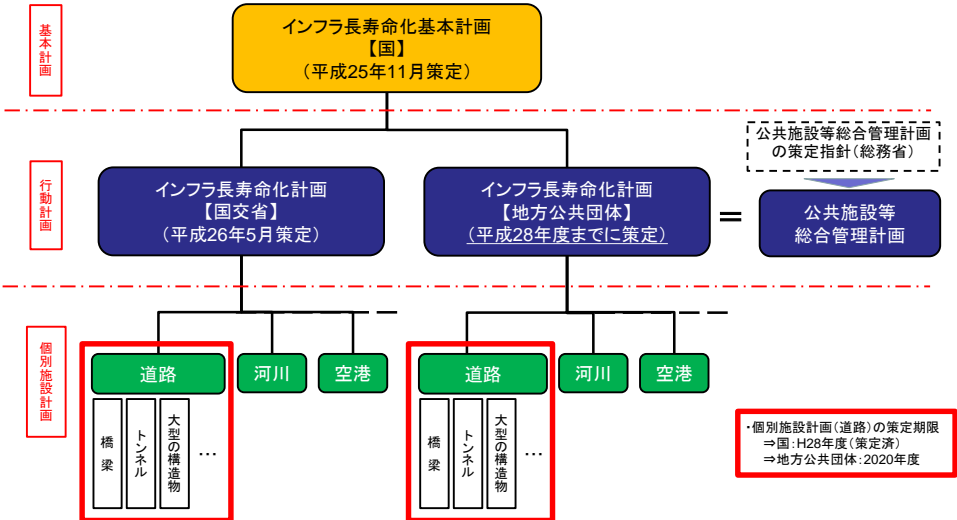 基本計画
インフラ長寿命化基本計画
【国】
(平成25年11月策定)
公共施設等総合管理計画
の策定指針(総務省)
行動計画
インフラ長寿命化計画
【国交省】
(平成26年5月策定)
インフラ長寿命化計画
【地方公共団体】
(平成28年度までに策定)
=
公共施設等
総合管理計画
個別施設計画
道路
河川
空港
道路
河川
空港
橋梁
トンネル
大型の構造物
…
橋梁
トンネル
大型の構造物
…
・個別施設計画(道路)の策定期限
⇒国:H28年度(策定済)
⇒地方公共団体:2020年度